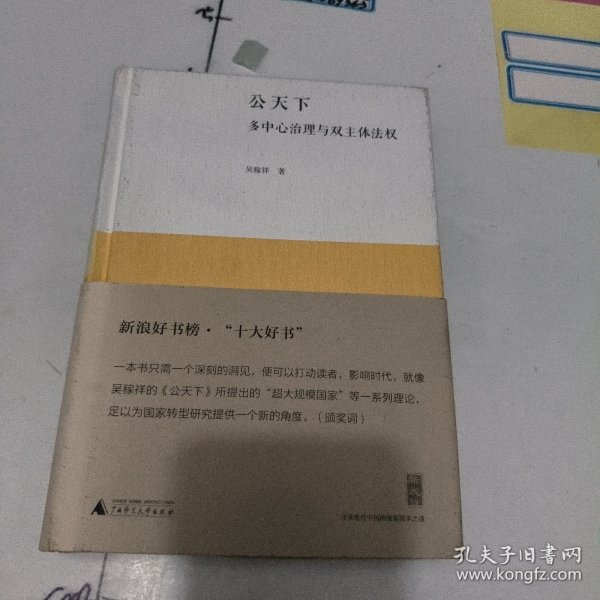 公天下
多中心治理与双主体法权
吴稼祥 著
新浪好书榜·“十大好书”
一本书只需一个深刻的洞见，便可以打动读者，影响时代，就像
吴稼祥的《公天下》所提出的“超大规模国家”等一系列理论，
足以为国家转型研究提供一个新的角度。（颁奖词）
广西师范大学出版社
孔夫子旧书网
www.kongfz.com